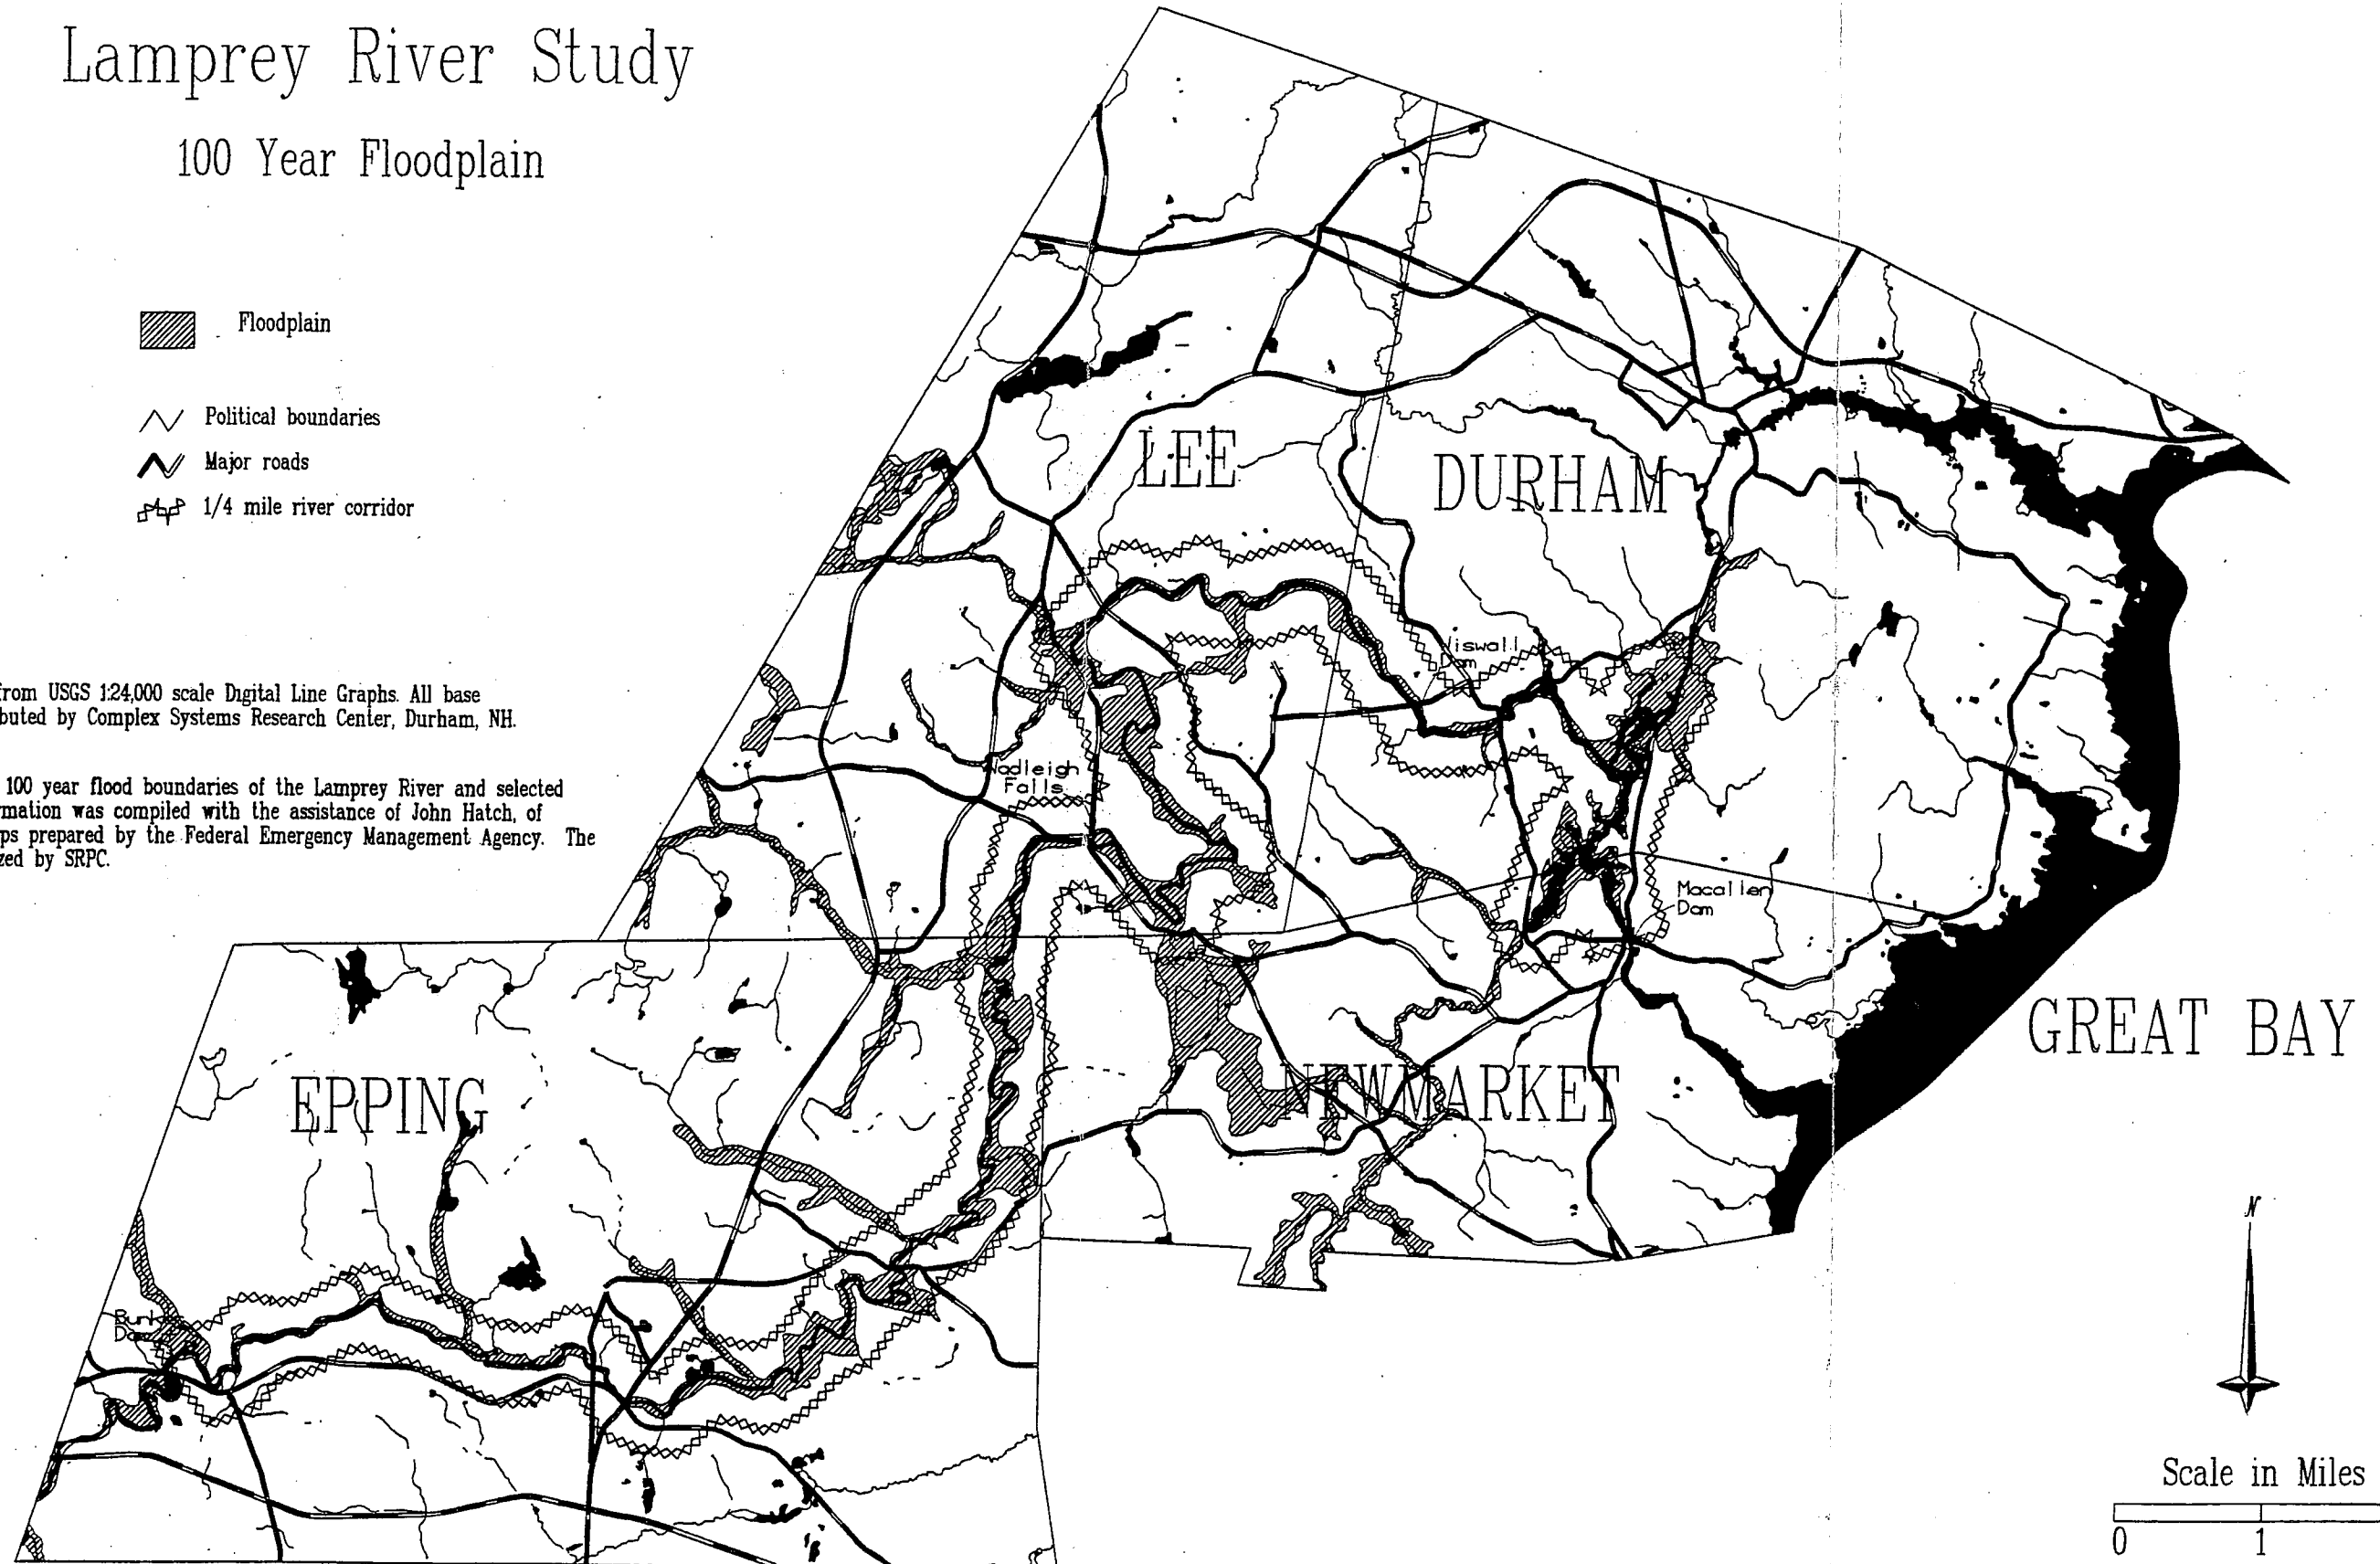 Lamprey River Study
100 Year Floodplain
Floodplain
Political boundaries
Major roads
1/4 mile river corridor
from USGS 1:24,000 scale Digital Line Graphs. All base
buted by Complex Systems Research Center, Durham, NH.
100 year flood boundaries of the Lamprey River and selected
mation was compiled with the assistance of John Hatch, of
ps prepared by the Federal Emergency Management Agency. The
zed by SRPC.
LEE
DURHAM
Wiswall
Dam
Wadleigh
Falls
Macallen
Dam
GREAT BAY
EPPING
NEWMARKET
Dam
N
Scale in Miles
0 1